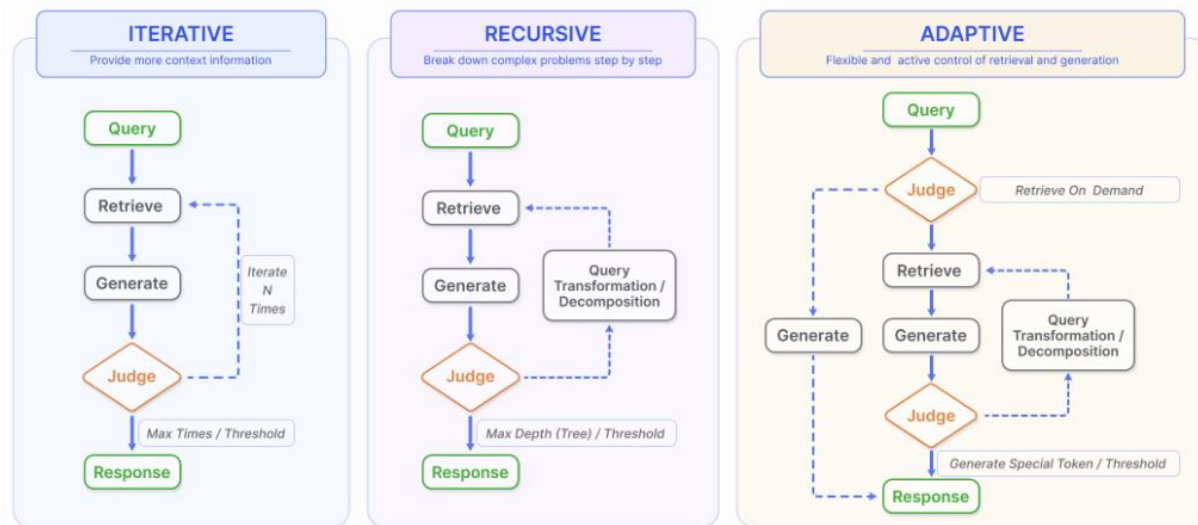 ITERATIVE
Provide more context information
Query
Retrieve
Generate
Iterate
N
Times
Judge
Max Times / Threshold
Response
RECURSIVE
Break down complex problems step by step
Query
Retrieve
Generate
Query
Transformation /
Decomposition
Judge
Max Depth (Tree) / Threshold
Response
ADAPTIVE
Flexible and active control of retrieval and generation
Query
Judge
Retrieve On Demand
Retrieve
Generate
Generate
Query
Transformation /
Decomposition
Judge
Generate Special Token / Threshold
Response